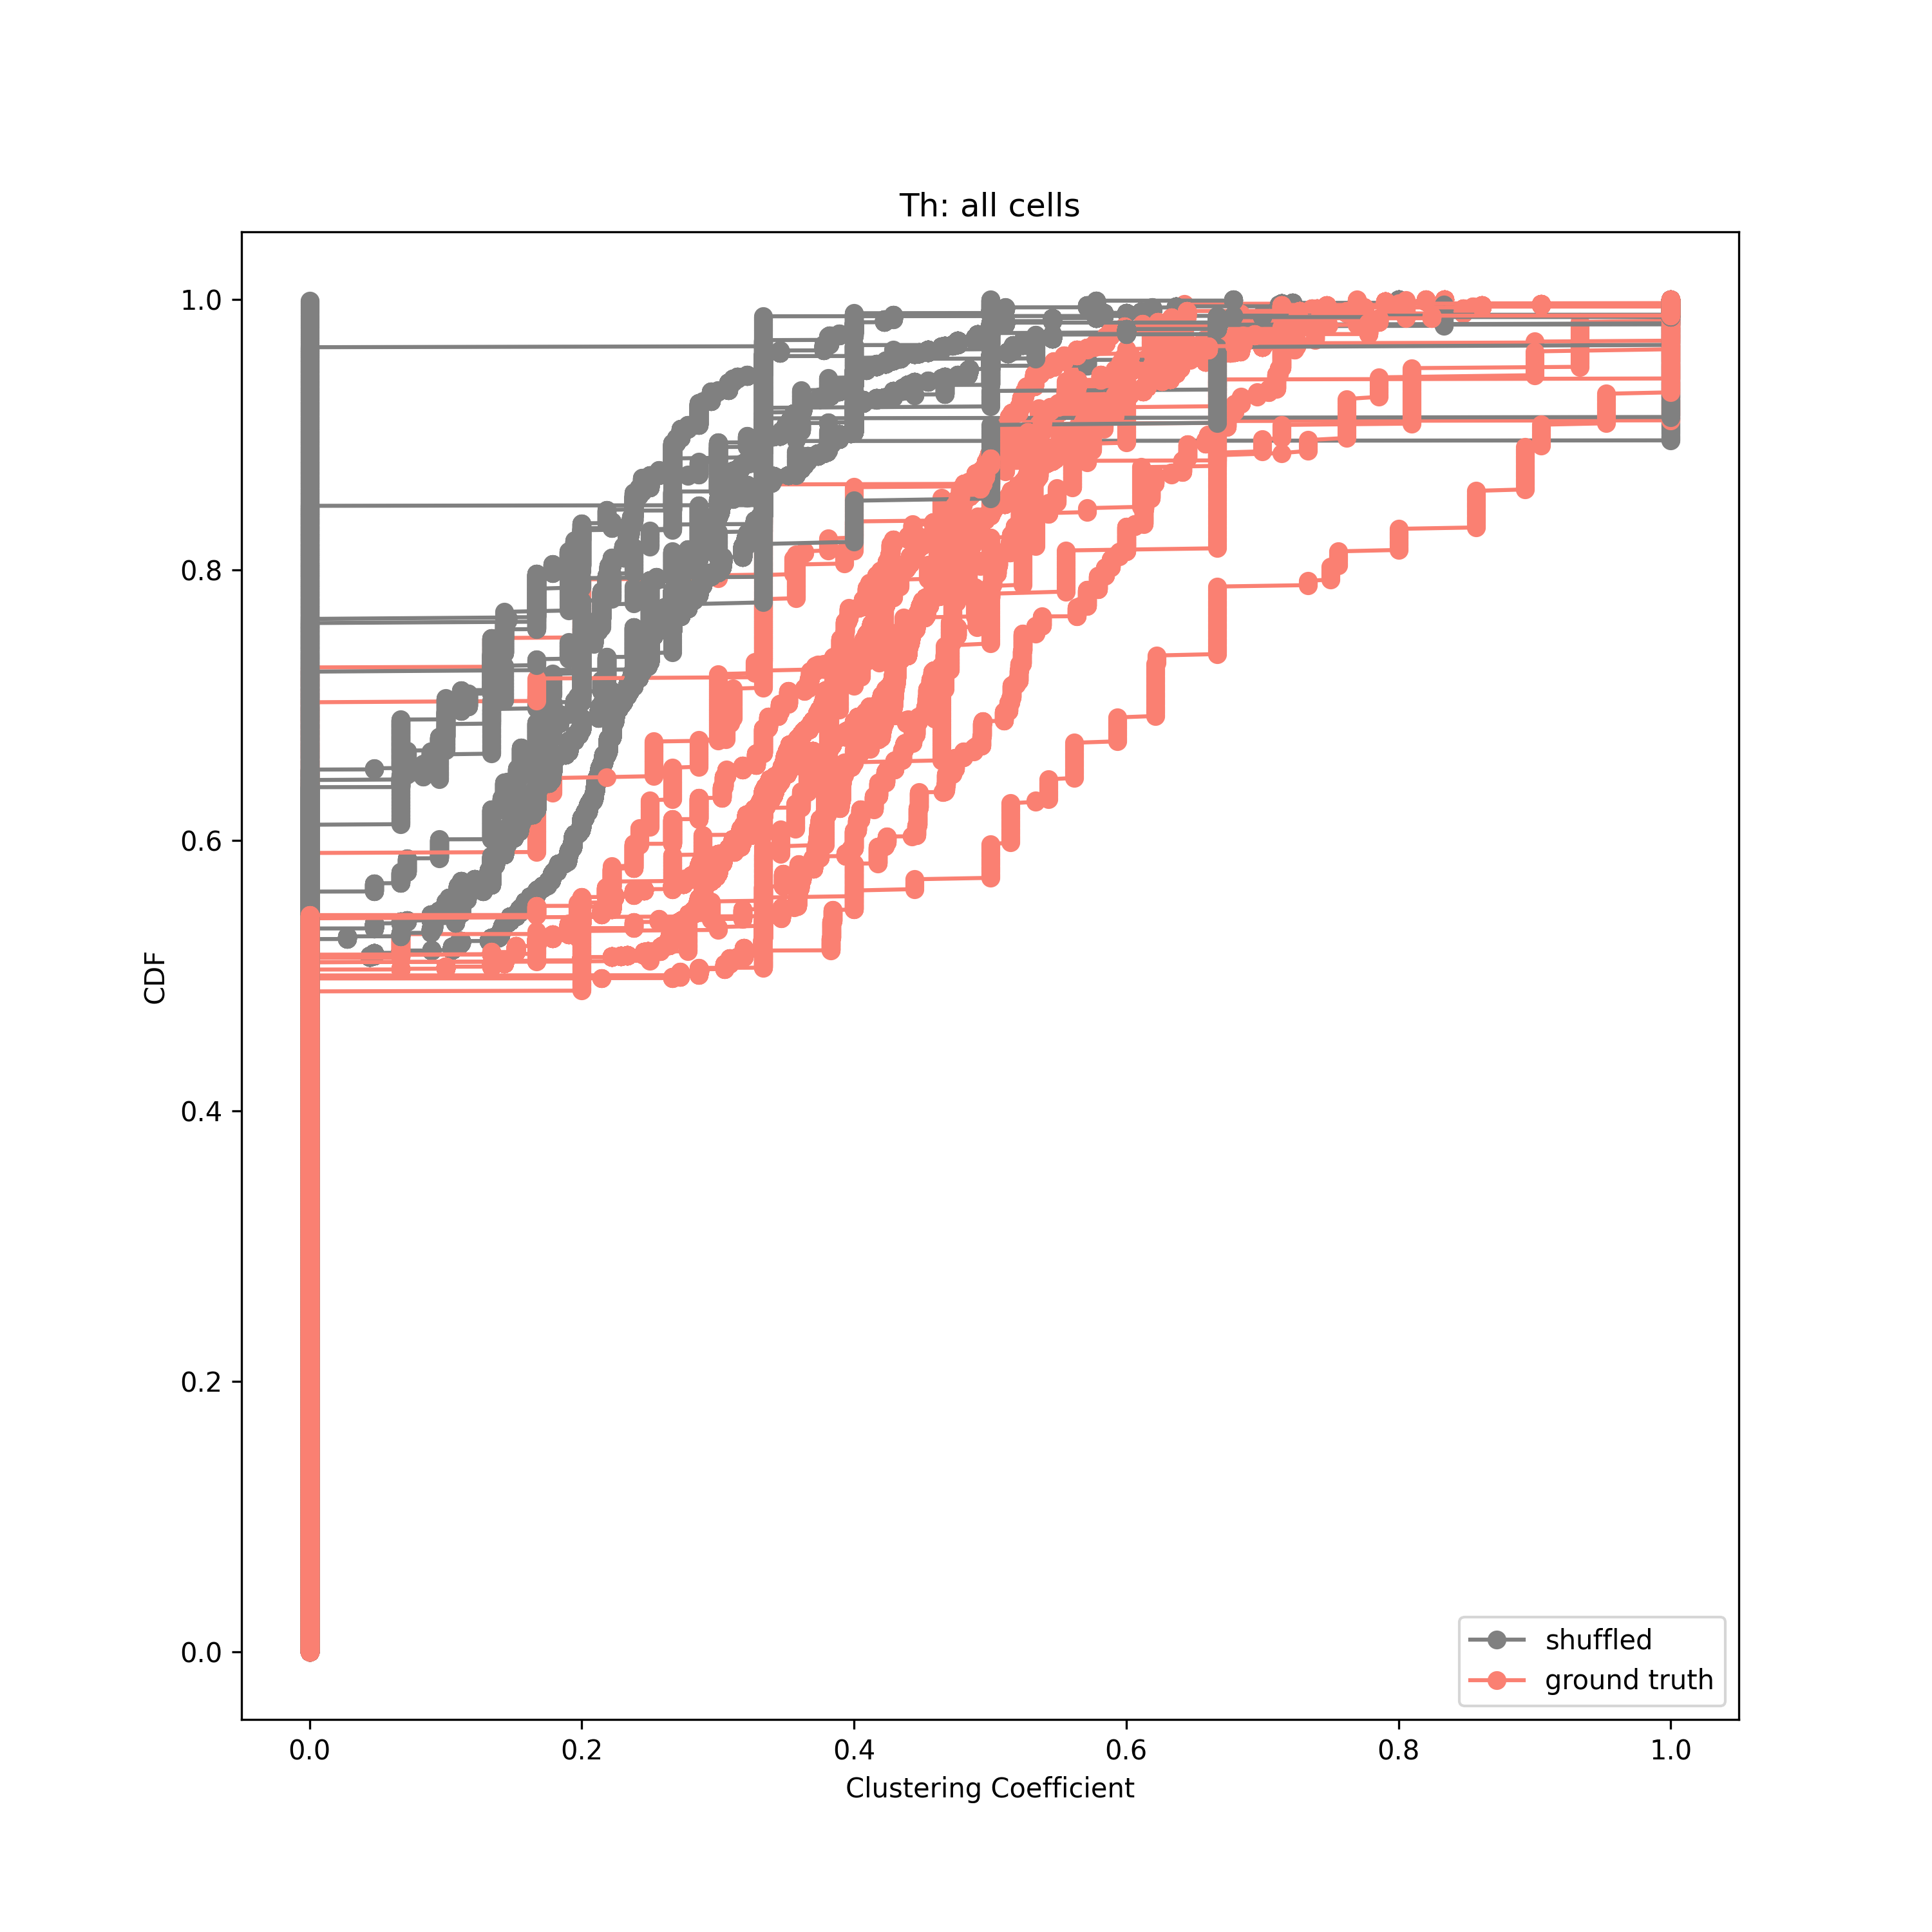 Th: all cells
1.0
0.8
0.6
0.4
0.2
0.0
CDF
0.0 0.2 0.4 0.6 0.8 1.0
Clustering Coefficient
shuffled
ground truth